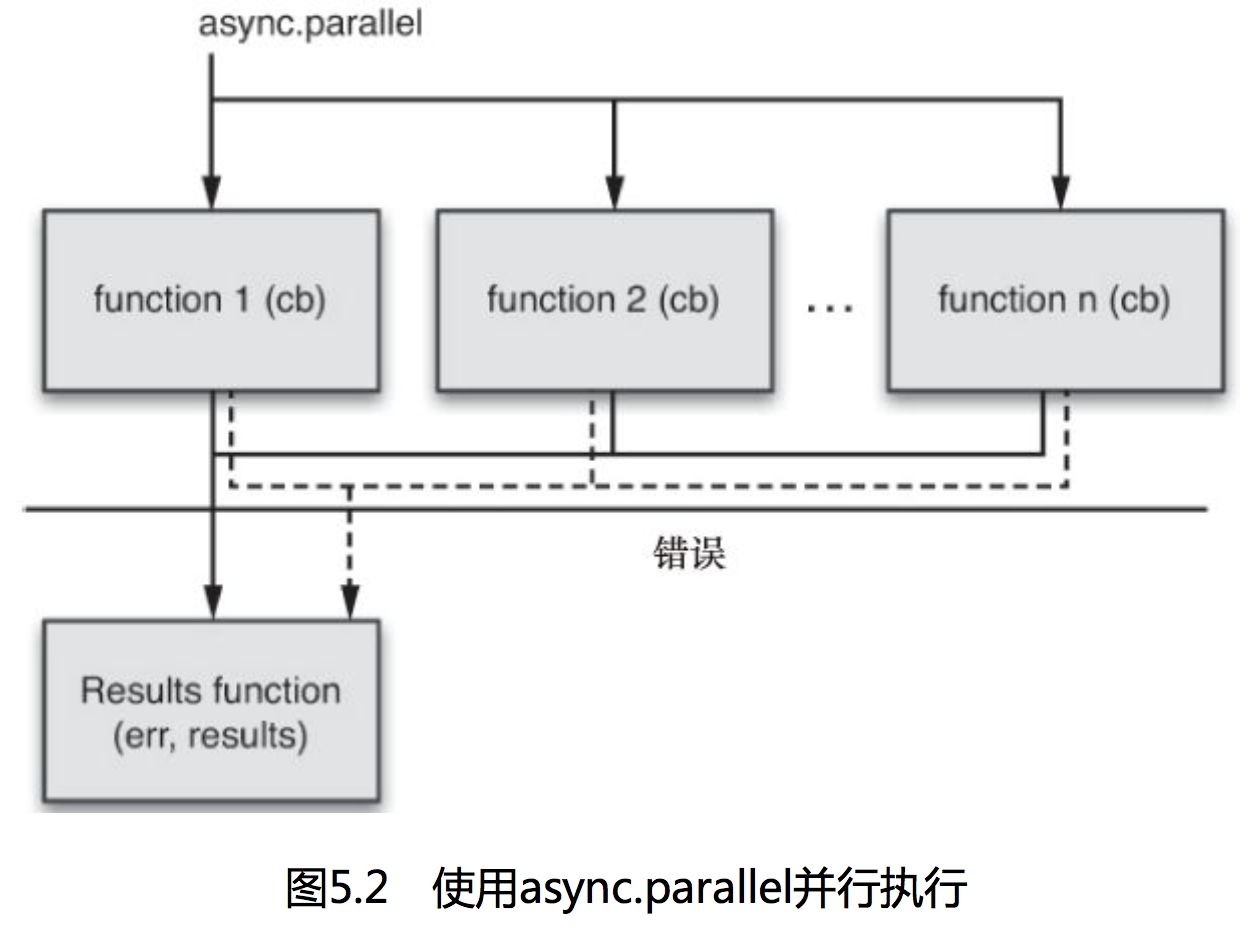 async.parallel
function 1 (cb)
function 2 (cb)
...
function n (cb)
错误
Results function
(err, results)
图5.2 使用async.parallel并行执行